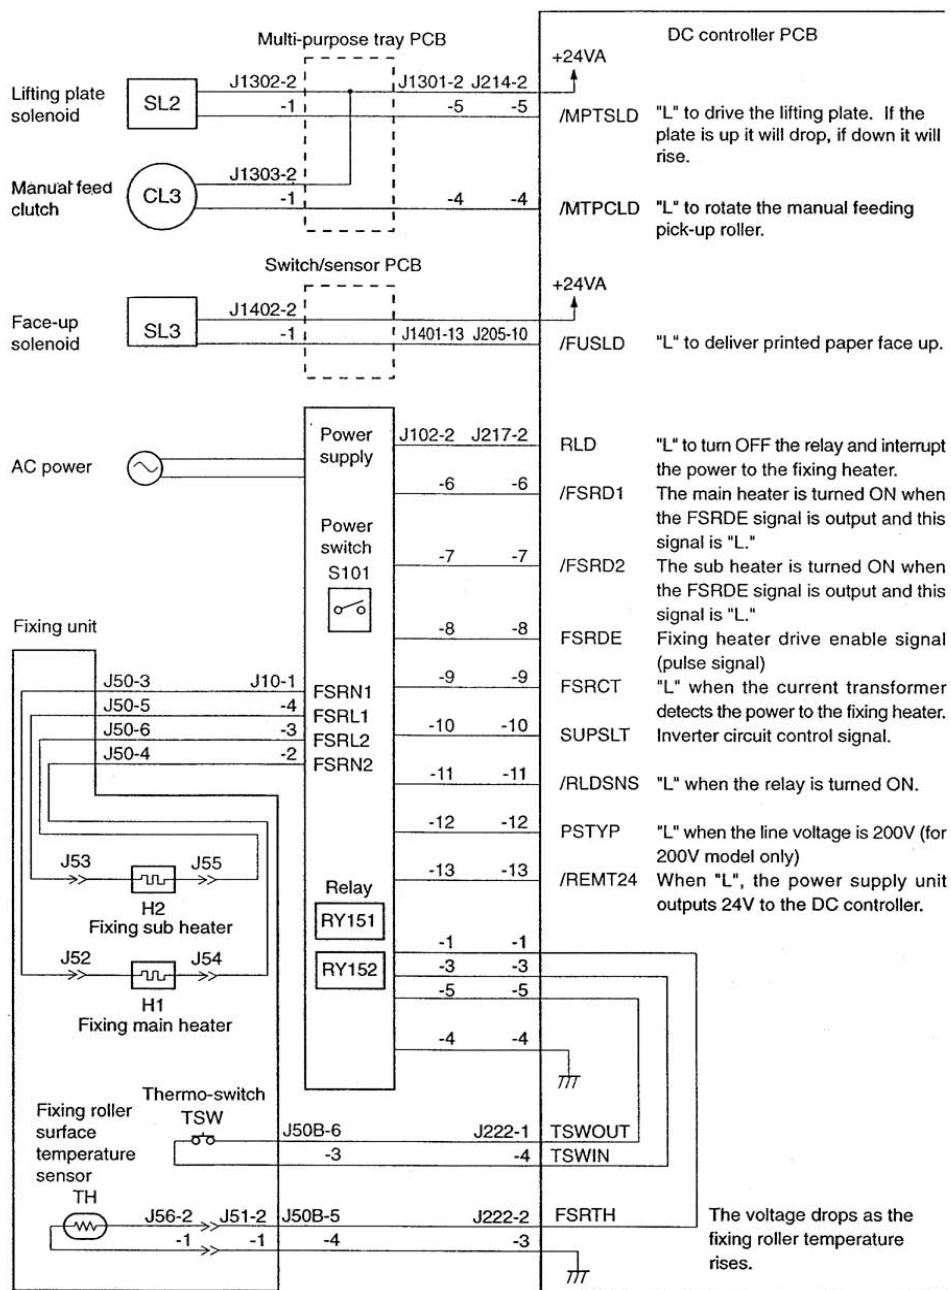 DC controller PCB
Multi-purpose tray PCB
+24VA
J1302-2
J1301-2 J214-2
Lifting plate
solenoid
SL2
-1
-5
-5
/MPTSLD
"L" to drive the lifting plate. If the
plate is up it will drop, if down it will
rise.
J1303-2
Manual feed
clutch
CL3
-1
-4
-4
/MTPCLD
"L" to rotate the manual feeding
pick-up roller.
Switch/sensor PCB
+24VA
J1402-2
Face-up
solenoid
SL3
-1
J1401-13 J205-10
/FUSLD
"L" to deliver printed paper face up.
AC power
Power
supply
J102-2 J217-2
RLD
"L" to turn OFF the relay and interrupt
the power to the fixing heater.
-6
-6
/FSRD1
The main heater is turned ON when
the FSRDE signal is output and this
signal is "L."
Power
switch
S101
-7
-7
/FSRD2
The sub heater is turned ON when
the FSRDE signal is output and this
signal is "L."
-8
-8
FSRDE
Fixing heater drive enable signal
(pulse signal)
Fixing unit
J50-3
J10-1
FSRN1
-9
-9
FSRCT
"L" when the current transformer
detects the power to the fixing heater.
J50-5
-4
FSRL1
J50-6
-3
FSRL2
-10
-10
SUPSLT
Inverter circuit control signal.
J50-4
-2
FSRN2
-11
-11
/RLDSNS
"L" when the relay is turned ON.
-12
-12
PSTYP
"L" when the line voltage is 200V (for
200V model only)
-13
-13
/REMT24
When "L", the power supply unit
outputs 24V to the DC controller.
J53
J55
H2
Fixing sub heater
J52
J54
H1
Fixing main heater
Relay
RY151
RY152
-1
-1
-3
-3
-5
-5
-4
-4
Thermo-switch
TSW
J50B-6
J222-1
TSWOUT
-3
-4
TSWIN
Fixing roller
surface
temperature
sensor
TH
J56-2
J51-2
J50B-5
J222-2
FSRTH
-1
-1
-4
-3
The voltage drops as the
fixing roller temperature
rises.